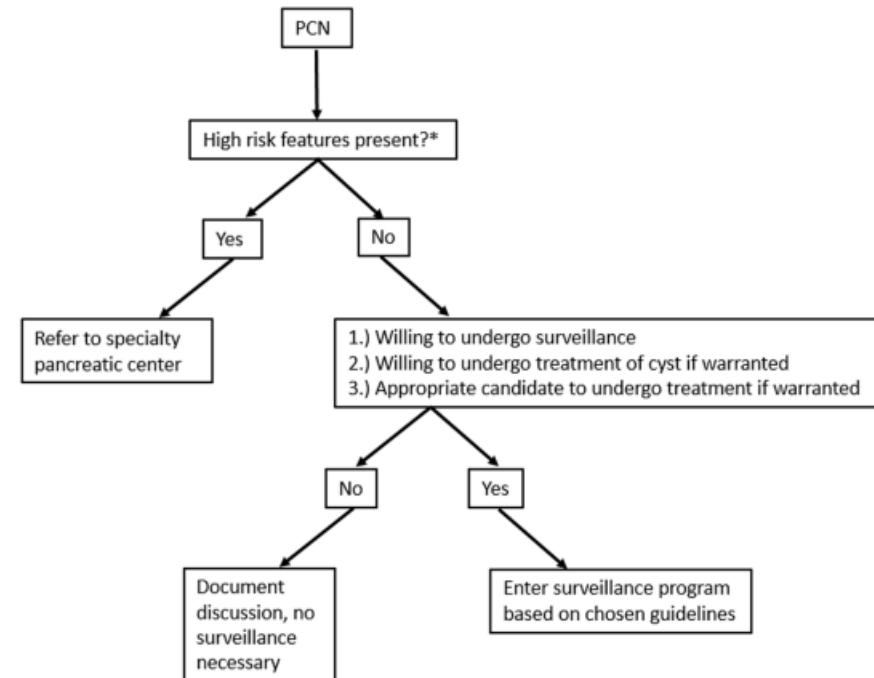 PCN
High risk features present?*
Yes
No
Refer to specialty
pancreatic center
1.) Willing to undergo surveillance
2.) Willing to undergo treatment of cyst if warranted
3.) Appropriate candidate to undergo treatment if warranted
No
Yes
Document
discussion, no
surveillance
necessary
Enter surveillance program
based on chosen guidelines